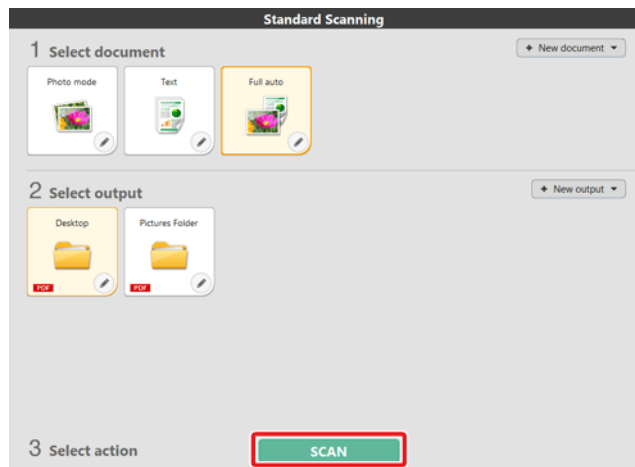 Standard Scanning
1 Select document
+ New document
Photo mode
Text
Full auto
2 Select output
+ New output
Desktop
Pictures Folder
PDF
PDF
3 Select action
SCAN